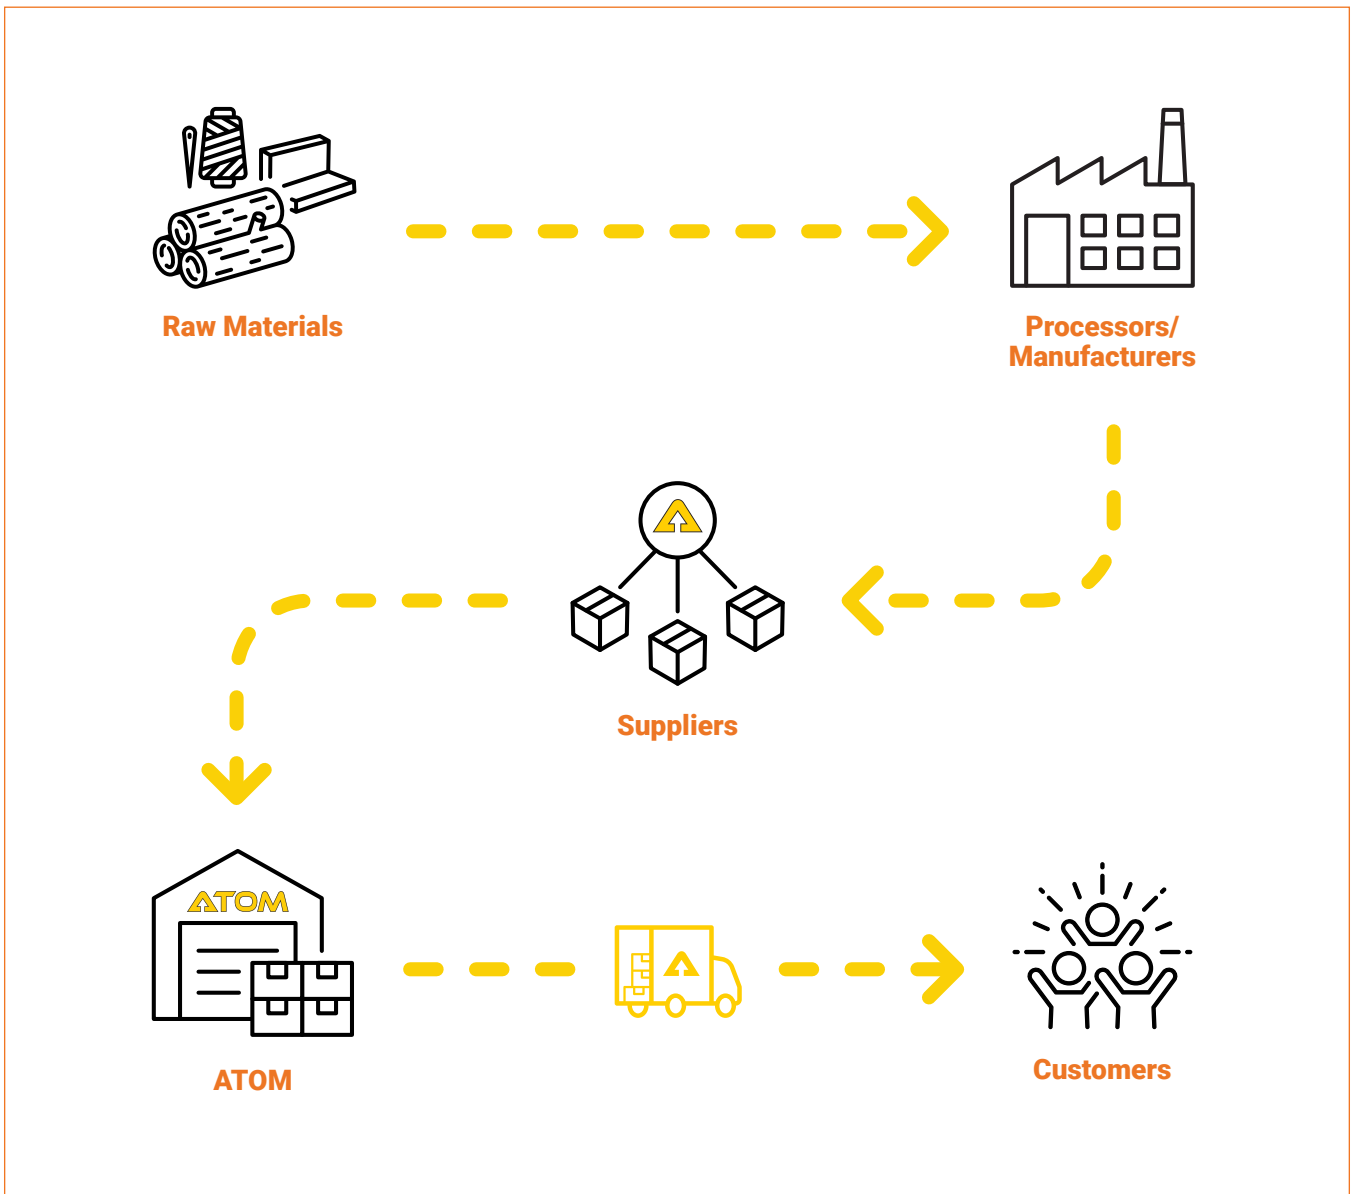 Raw Materials
Processors/
Manufacturers
Suppliers
ATOM
ATOM
Customers